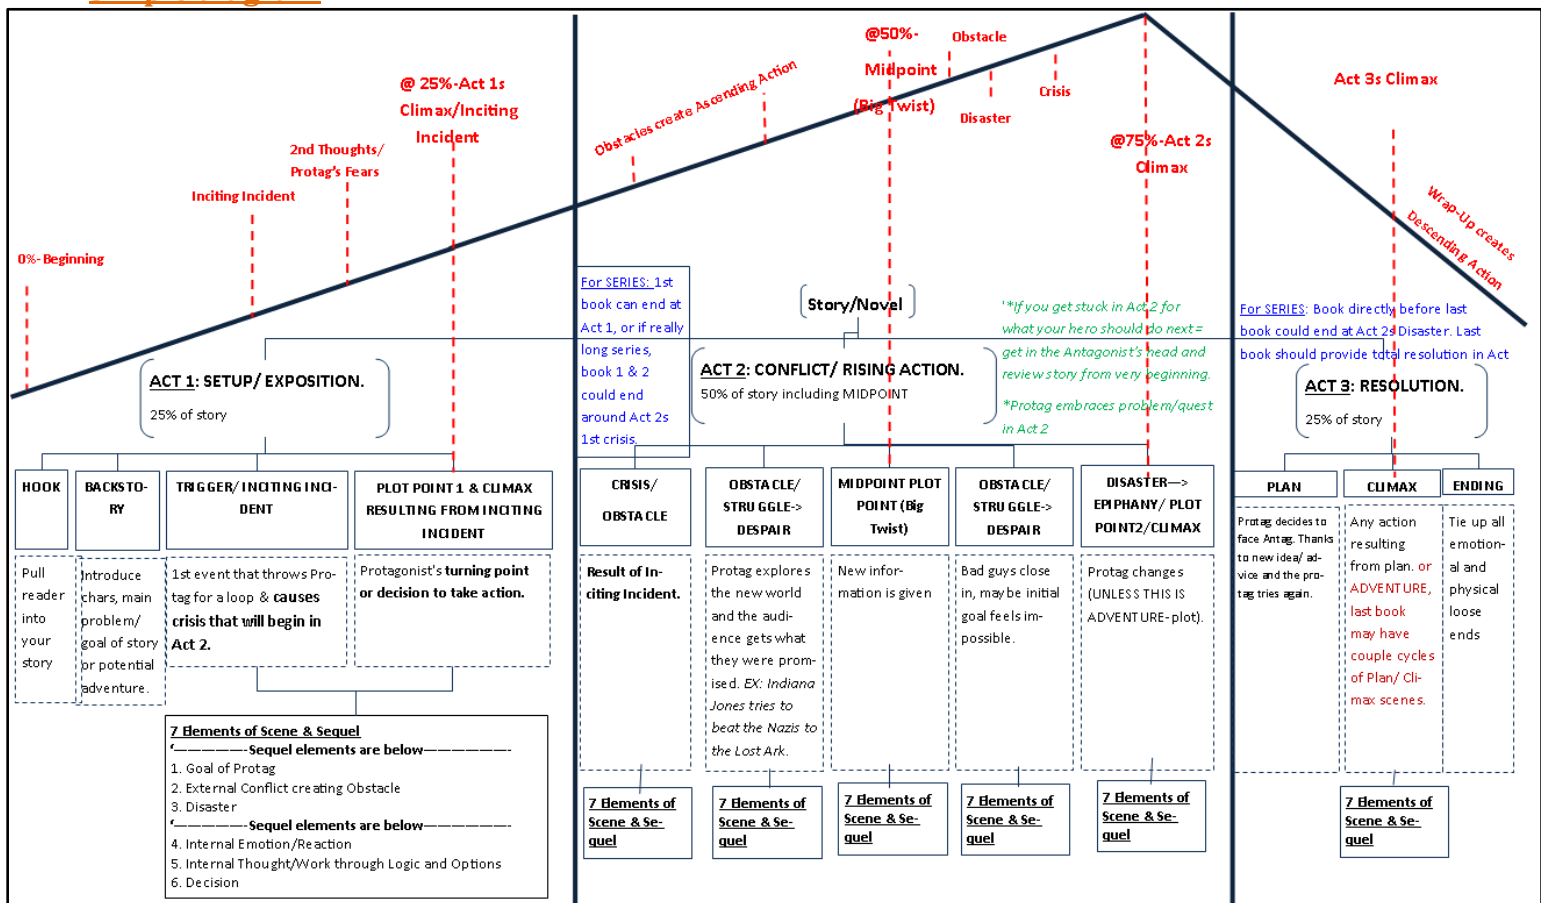 @50%-
Midpoint
(Big Twist)
Obstacle
Disaster
Crisis
@ 25%-Act 1s
Climax/Inciting
Incident
Obstacles create Ascending Action
Act 3s Climax
@75%-Act 2s
Climax
2nd Thoughts/
Protag's Fears
Inciting Incident
0%-Beginning
Wrap-Up creates
Descending Action
For SERIES: 1st
book can end at
Act 1, or if really
long series,
book 1 & 2
could end
around Act 2s
1st crisis.
Story/Novel
'*If you get stuck in Act 2 for
what your hero should do next =
get in the Antagonist's head and
review story from very beginning.
*Protag embraces problem/quest
in Act 2
For SERIES: Book directly before last
book could end at Act 2s Disaster. Last
book should provide total resolution in Act
ACT 1: SETUP/ EXPOSITION.
25% of story
ACT 2: CONFLICT/ RISING ACTION.
50% of story including MIDPOINT
ACT 3: RESOLUTION.
25% of story
HOOK
Pull
reader
into
your
story
BACKSTO-
RY
Introduce
chars, main
problem/
goal of story
or potential
adventure.
TRIGGER/ INCITING INCI-
DENT
1st event that throws Pro-
tag for a loop & causes
crisis that will begin in
Act 2.
PLOT POINT 1 & CLIMAX
RESULTING FROM INCITING
INCIDENT
Protagonist's turning point
or decision to take action.
7 Elements of Scene & Sequel
'——————Sequel elements are below——————-
1. Goal of Protag
2. External Conflict creating Obstacle
3. Disaster
'——————Sequel elements are below——————-
4. Internal Emotion/Reaction
5. Internal Thought/Work through Logic and Options
6. Decision
CRISIS/
OBSTACLE
Result of In-
citing Incident.
7 Elements of
Scene & Se-
quel
OBSTACLE/
STRUGGLE->
DESPAIR
Protag explores
the new world
and the audi-
ence gets what
they were prom-
ised. EX: Indiana
Jones tries to
beat the Nazis to
the Lost Ark.
7 Elements of
Scene & Se-
quel
MIDPOINT PLOT
POINT (Big
Twist)
New infor-
mation is given
7 Elements of
Scene & Se-
quel
OBSTACLE/
STRUGGLE->
DESPAIR
Bad guys close
in, maybe initial
goal feels im-
possible.
7 Elements of
Scene & Se-
quel
DISASTER—>
EPIPHANY/ PLOT
POINT2/CLIMAX
Protag changes
(UNLESS THIS IS
ADVENTURE-plot).
7 Elements of
Scene & Se-
quel
PLAN
Protag decides to
face Antag. Thanks
to new idea/ ad-
vice and the pro-
tag tries again.
CLIMAX
Any action
resulting
from plan. or
ADVENTURE,
last book
may have
couple cycles
of Plan/ Cli-
max scenes.
7 Elements of
Scene & Se-
quel
ENDING
Tie up all
emotion-
al and
physical
loose
ends